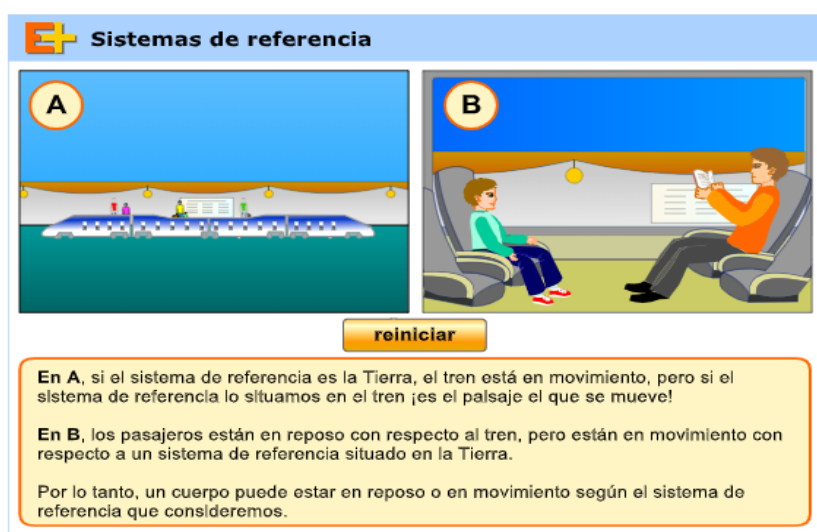 E+ Sistemas de referencia
A
B
reiniciar
En A, si el sistema de referencia es la Tierra, el tren está en movimiento, pero si el
sistema de referencia lo situamos en el tren ¡es el paisaje el que se mueve!
En B, los pasajeros están en reposo con respecto al tren, pero están en movimiento con
respecto a un sistema de referencia situado en la Tierra.
Por lo tanto, un cuerpo puede estar en reposo o en movimiento según el sistema de
referencia que consideremos.